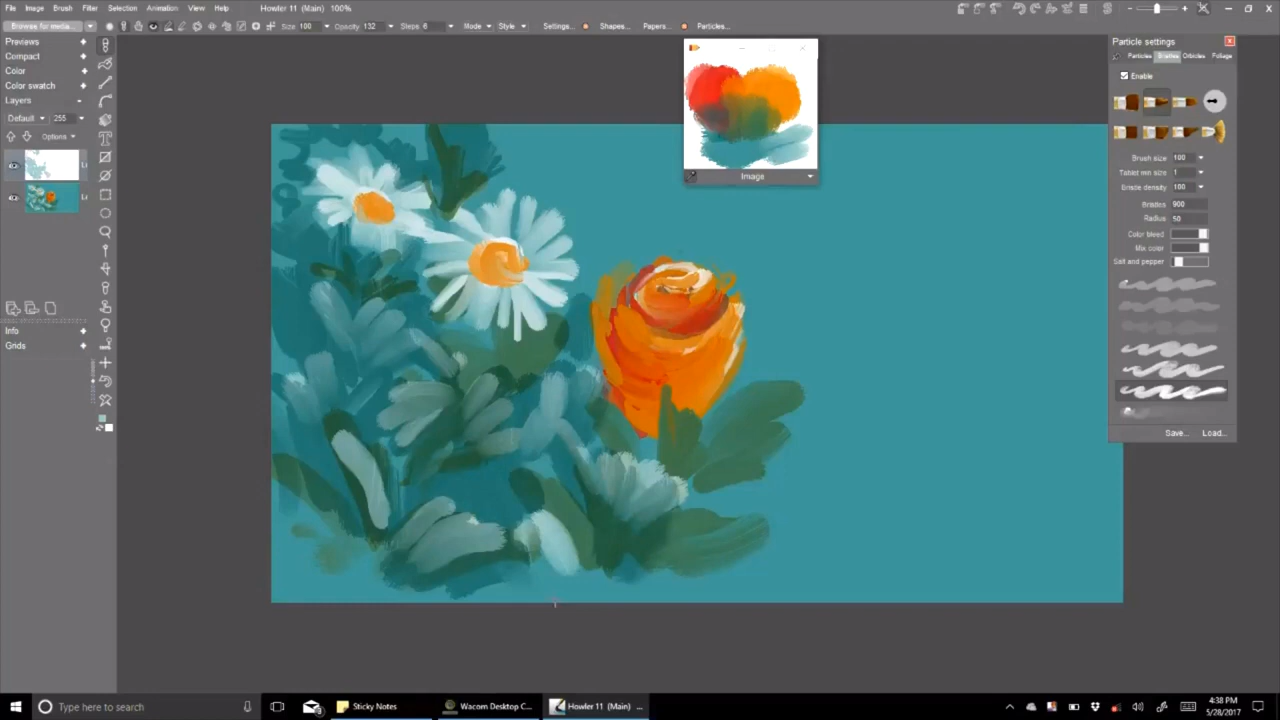 File Image Brush Filter Selection Animation View Help Howler 11 (Main) 100%
Browse for media... Size 100 Opacity 132 Steps 6 Mode Style Settings... Shapes... Papers... Particles...
Previews
Compact
Color
Color swatch
Layers
Default 255
Options
Info
Grids
Image
Particle settings
Particles Bristles Orbicles Foliage
Enable
Brush size 100
Tablet min size 1
Bristle density 100
Bristles 900
Radius 50
Color bleed
Mix color
Salt and pepper
Save... Load...
Type here to search
Sticky Notes
Wacom Desktop C...
Howler 11 (Main) ...
4:38 PM
5/28/2017